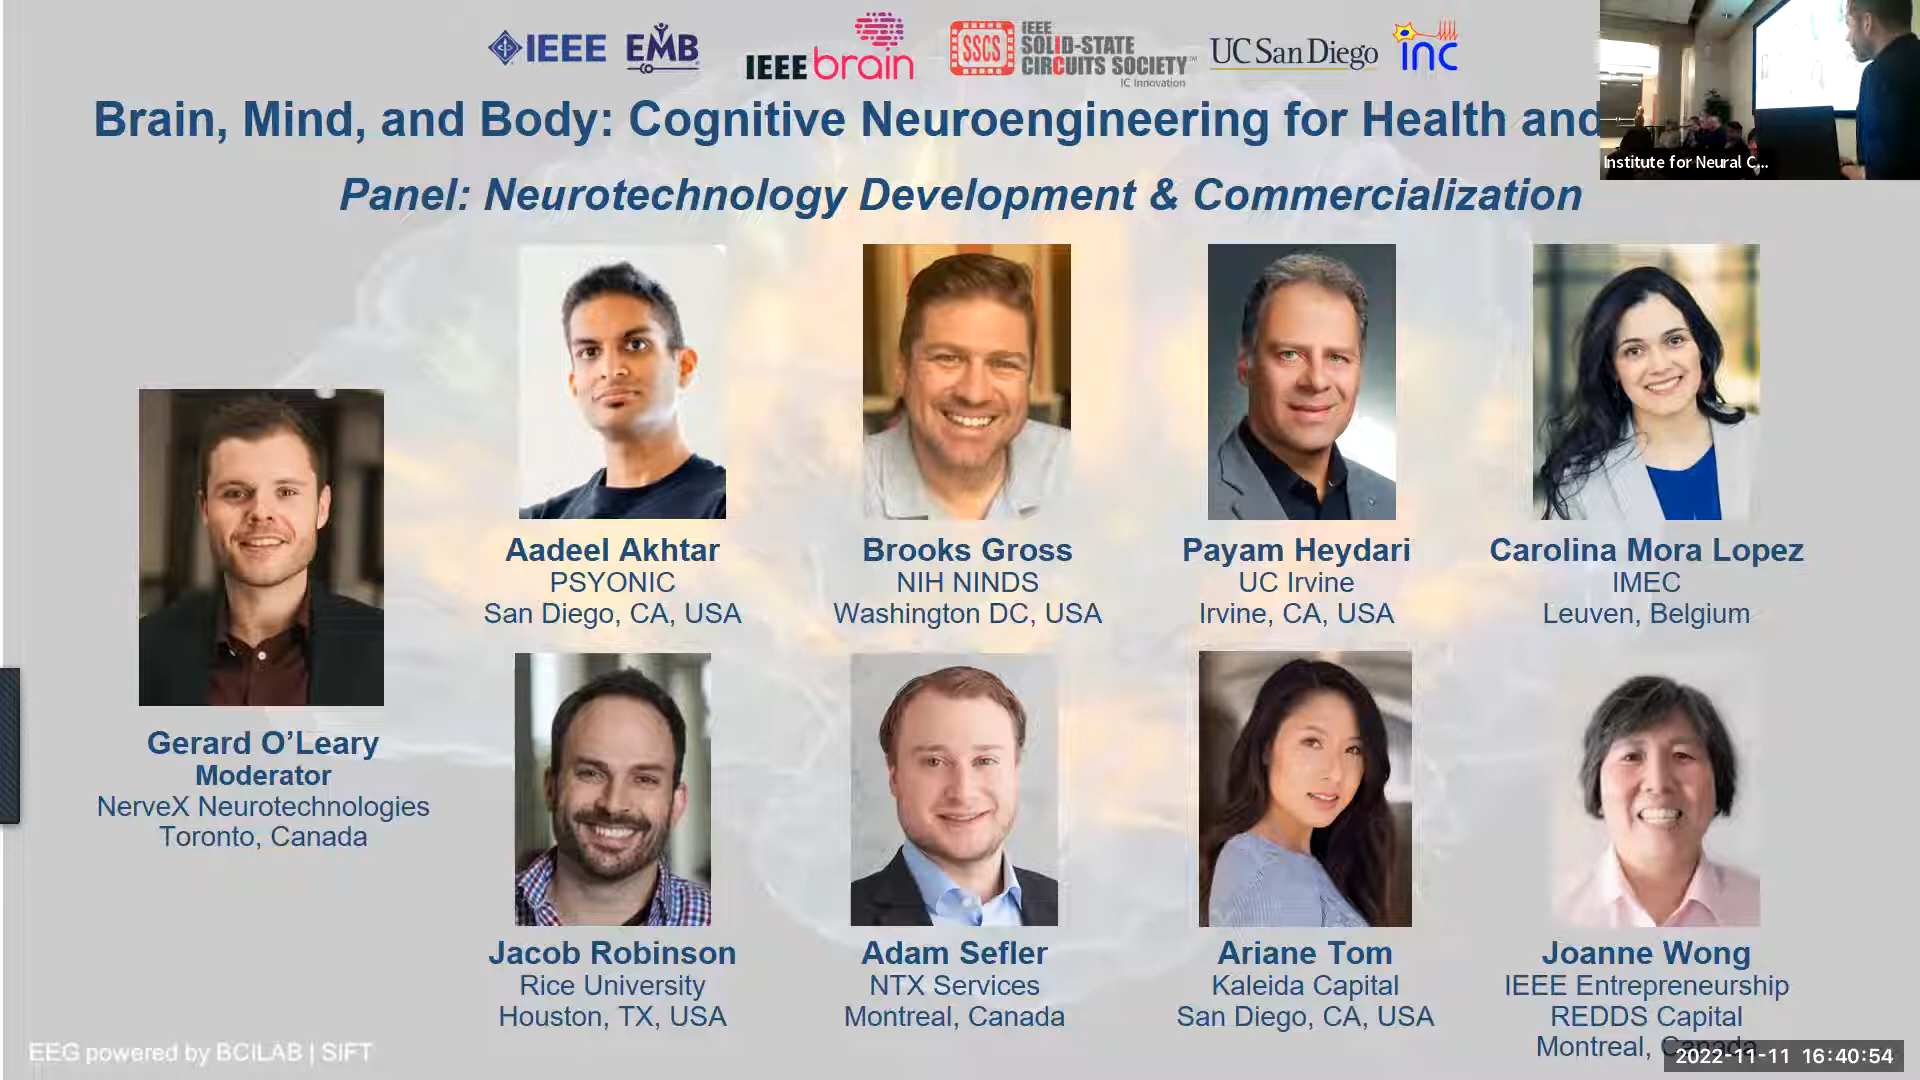 IEEE EMB IEEE brain SSCS IEEE SOLID-STATE CIRCUITS SOCIETY™ IC Innovation UC San Diego inc
Brain, Mind, and Body: Cognitive Neuroengineering for Health and
Institute for Neural C...
Panel: Neurotechnology Development & Commercialization
Gerard O’Leary
Moderator
NerveX Neurotechnologies
Toronto, Canada
Aadeel Akhtar
PSYONIC
San Diego, CA, USA
Brooks Gross
NIH NINDS
Washington DC, USA
Payam Heydari
UC Irvine
Irvine, CA, USA
Carolina Mora Lopez
IMEC
Leuven, Belgium
Jacob Robinson
Rice University
Houston, TX, USA
Adam Sefler
NTX Services
Montreal, Canada
Ariane Tom
Kaleida Capital
San Diego, CA, USA
Joanne Wong
IEEE Entrepreneurship
REDDS Capital
Montreal, Canada
EEG powered by BCILAB | SIFT
2022-11-11 16:40:54